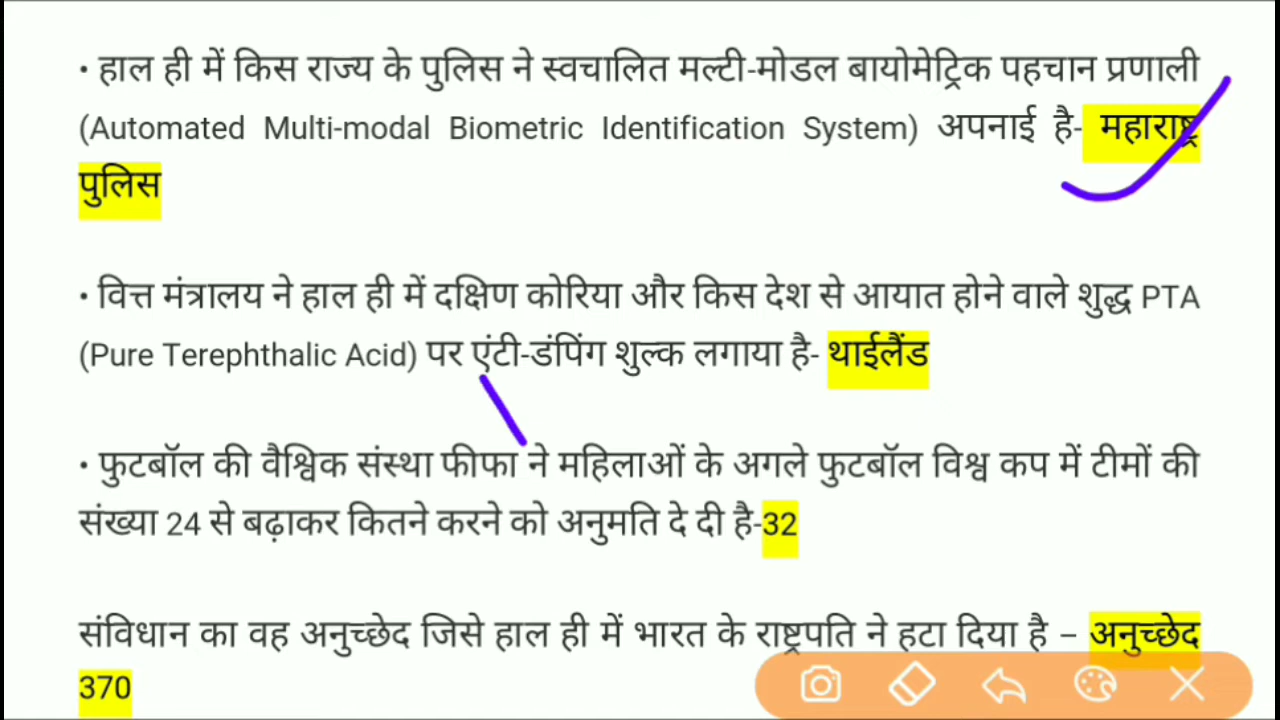 • हाल ही में किस राज्य के पुलिस ने स्वचालित मल्टी-मोडल बायोमेट्रिक पहचान प्रणाली
(Automated Multi-modal Biometric Identification System) अपनाई है- महाराष्ट्र
पुलिस
• वित्त मंत्रालय ने हाल ही में दक्षिण कोरिया और किस देश से आयात होने वाले शुद्ध PTA
(Pure Terephthalic Acid) पर एंटी-डंपिंग शुल्क लगाया है- थाईलैंड
• फुटबॉल की वैश्विक संस्था फीफा ने महिलाओं के अगले फुटबॉल विश्व कप में टीमों की
संख्या 24 से बढ़ाकर कितने करने को अनुमति दे दी है-32
संविधान का वह अनुच्छेद जिसे हाल ही में भारत के राष्ट्रपति ने हटा दिया है – अनुच्छेद
370